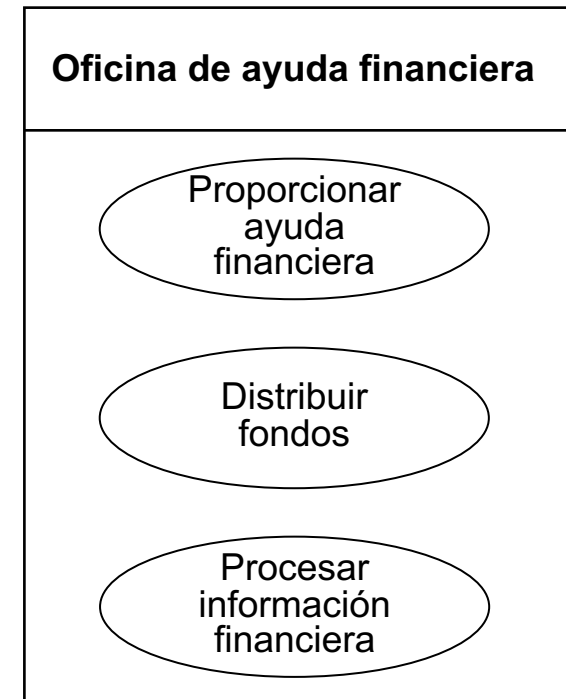 Oficina de ayuda financiera
Proporcionar
ayuda
financiera
Distribuir
fondos
Procesar
información
financiera